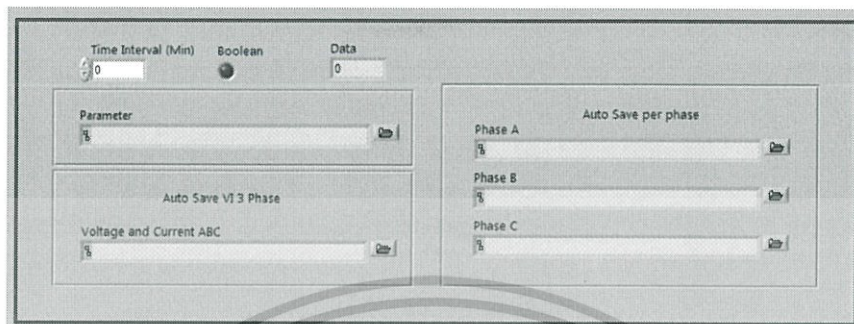 Time Interval (Min) Boolean Data
0 0
Parameter
Auto Save VI 3 Phase
Voltage and Current ABC
Auto Save per phase
Phase A
Phase B
Phase C